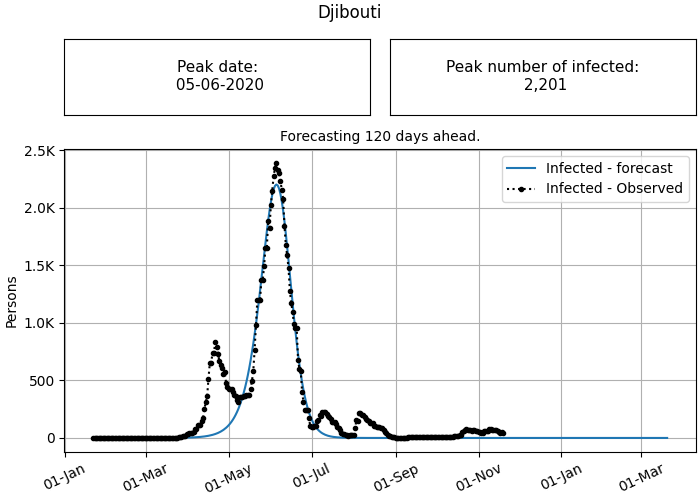 Djibouti
Peak date:
05-06-2020
Peak number of infected:
2,201
Forecasting 120 days ahead.
Infected - forecast
Infected - Observed
Persons
2.5K
2.0K
1.5K
1.0K
500
0
01-Jan
01-Mar
01-May
01-Jul
01-Sep
01-Nov
01-Jan
01-Mar